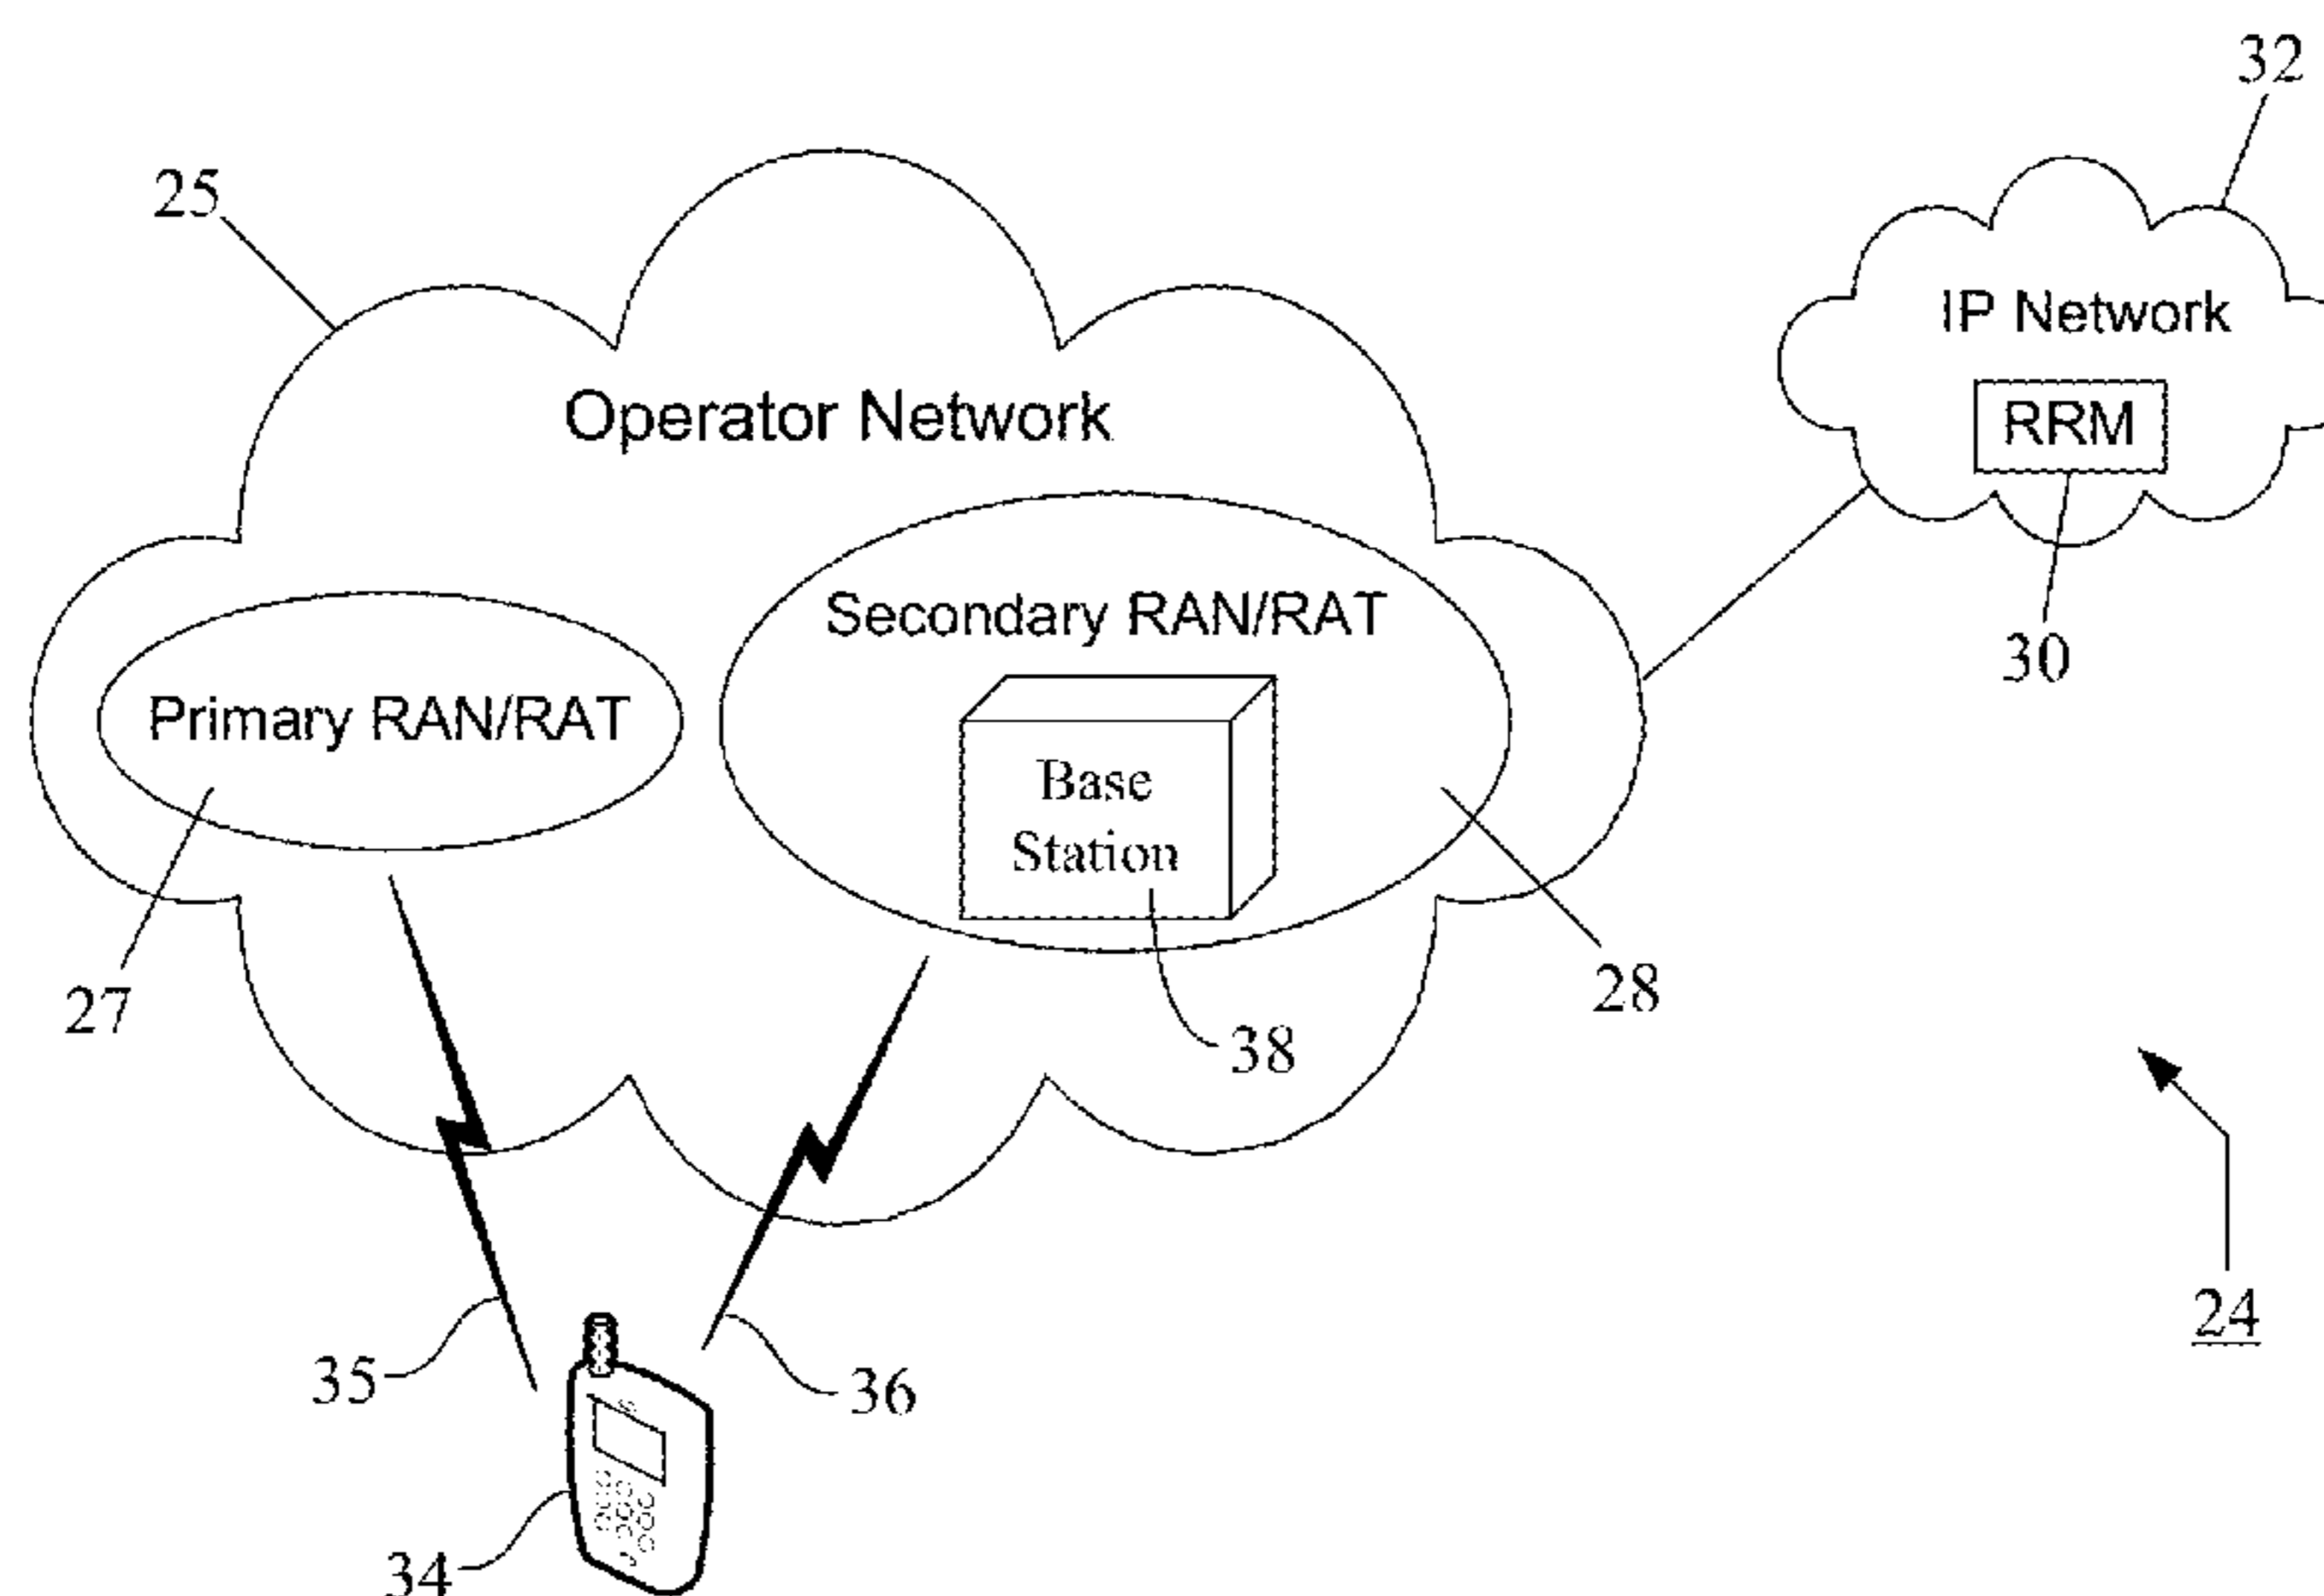 32
25
IP Network
Operator Network
RRM
Secondary RAN/RAT
30
Primary RAN/RAT
Base
Station
27
28
38
24
35
36
34